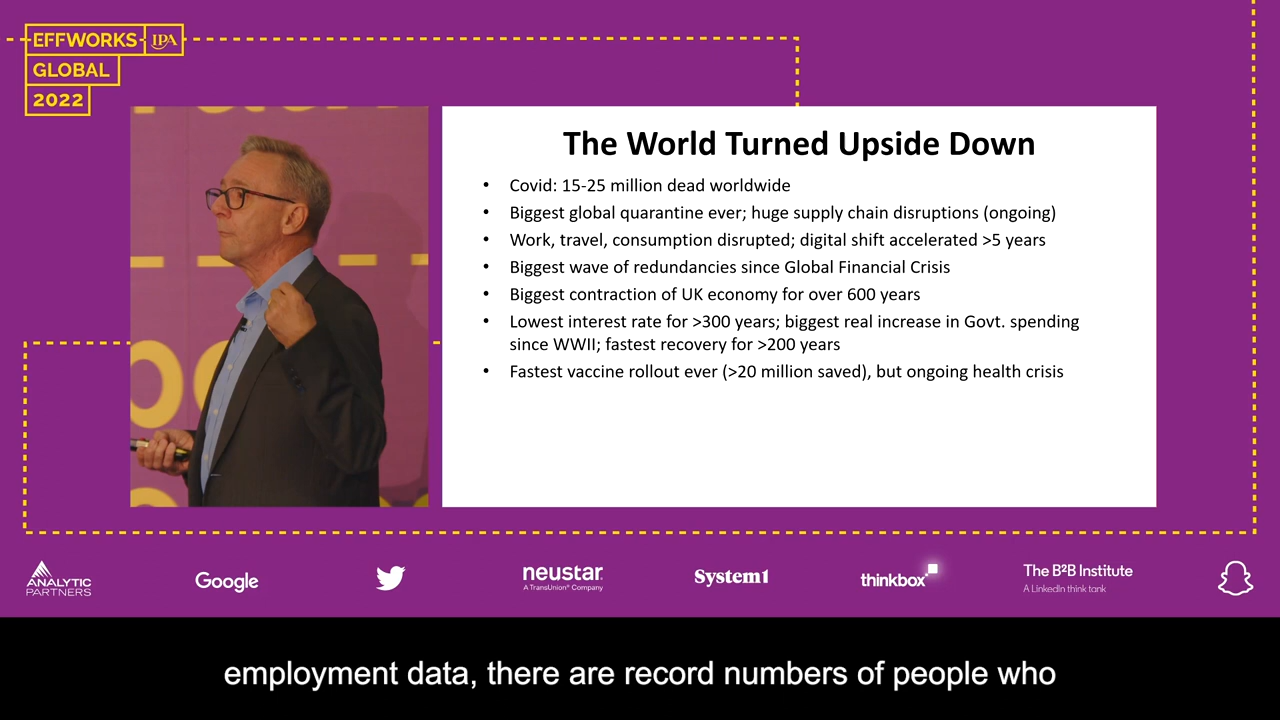 EFFWORKS IPA
GLOBAL
2022
The World Turned Upside Down
• Covid: 15-25 million dead worldwide
• Biggest global quarantine ever; huge supply chain disruptions (ongoing)
• Work, travel, consumption disrupted; digital shift accelerated >5 years
• Biggest wave of redundancies since Global Financial Crisis
• Biggest contraction of UK economy for over 600 years
• Lowest interest rate for >300 years; biggest real increase in Govt. spending
since WWII; fastest recovery for >200 years
• Fastest vaccine rollout ever (>20 million saved), but ongoing health crisis
ANALYTIC
PARTNERS
Google
neustar
A TransUnion® Company
System1
thinkbox
The B²B Institute
A LinkedIn think tank
employment data, there are record numbers of people who